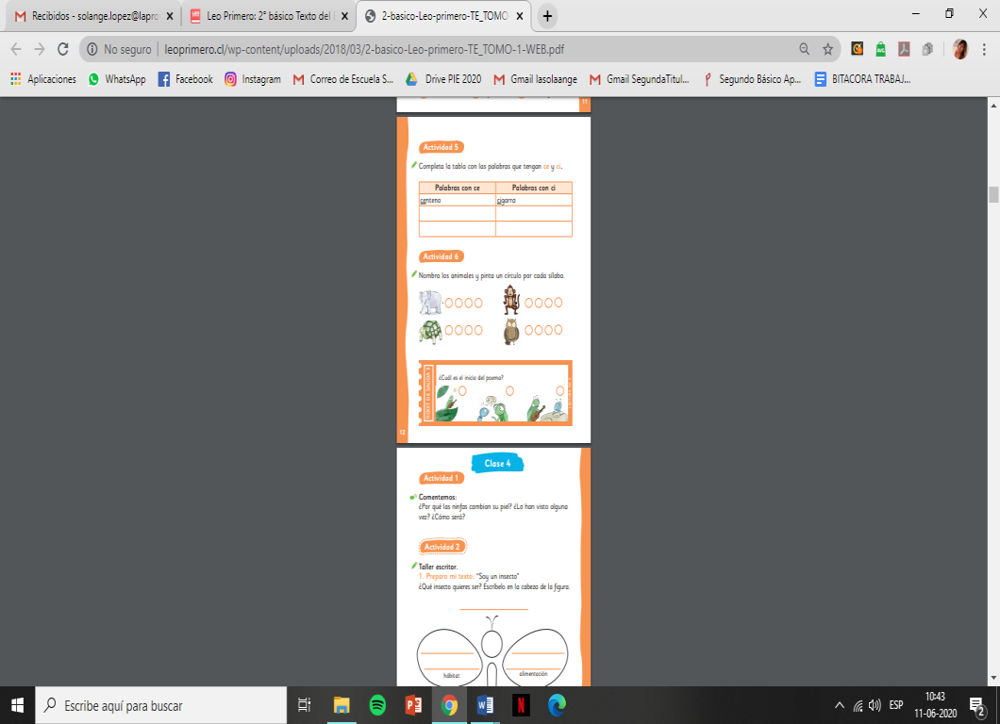 Recibidos - solange.lopez@lapro
Leo Primero: 2° básico Texto del
2-basico-Leo-primero-TE_TOMO
No seguro
leoprimero.cl/wp-content/uploads/2018/03/2-basico-Leo-primero-TE_TOMO-1-WEB.pdf
Aplicaciones
WhatsApp
Facebook
Instagram
Correo de Escuela S...
Drive PIE 2020
Gmail lasolaange
Gmail SegundaTitul...
Segundo Básico Ap...
BITACORA TRABAJ...
11
Actividad 5
Completa la tabla con las palabras que tengan ce y ci.
Palabras con ce
Palabras con ci
centeno
cigarra
Actividad 6
Nombra los animales y pinta un círculo por cada sílaba.
TICKET DE SALIDA 3
¿Cuál es el inicio del poema?
12
Clase 4
Actividad 1
Comentemos:
¿Por qué las ninfas cambian su piel? ¿Lo han visto alguna
vez? ¿Cómo será?
Actividad 2
Taller escritor.
1. Preparo mi texto: "Soy un insecto"
¿Qué insecto quieres ser? Escríbelo en la cabeza de la figura.
hábitat
alimentación
Escribe aquí para buscar
ESP
10:43
11-06-2020
2